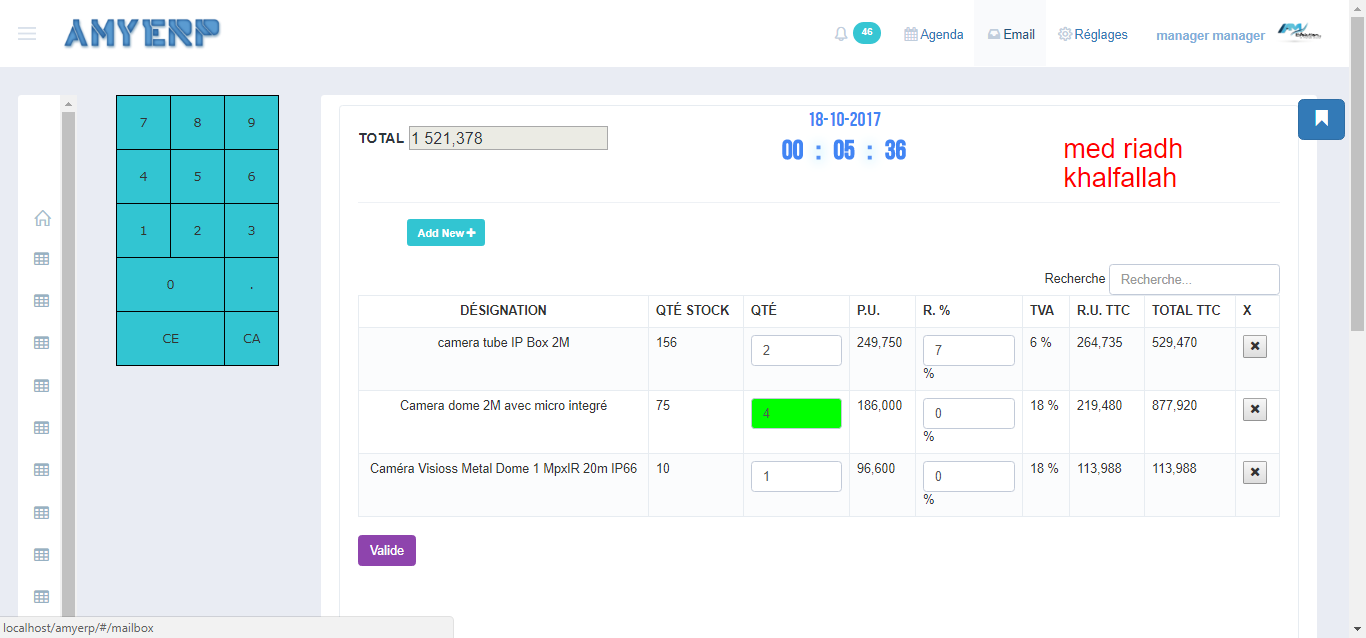 AMYERP
46
Agenda
Email
Réglages
manager manager
7 8 9
4 5 6
1 2 3
0 .
CE CA
TOTAL 1 521,378
18-10-2017
00 : 05 : 36
med riadh
khalfallah
Add New
Recherche Recherche...
DÉSIGNATION QTÉ STOCK QTÉ P.U. R. % TVA R.U. TTC TOTAL TTC X
camera tube IP Box 2M 156 2 249,750 7 % 6 % 264,735 529,470
Camera dome 2M avec micro integré 75 4 186,000 0 % 18 % 219,480 877,920
Caméra Visioss Metal Dome 1 MpxIR 20m IP66 10 1 96,600 0 % 18 % 113,988 113,988
Valide
localhost/amyerp/#/mailbox